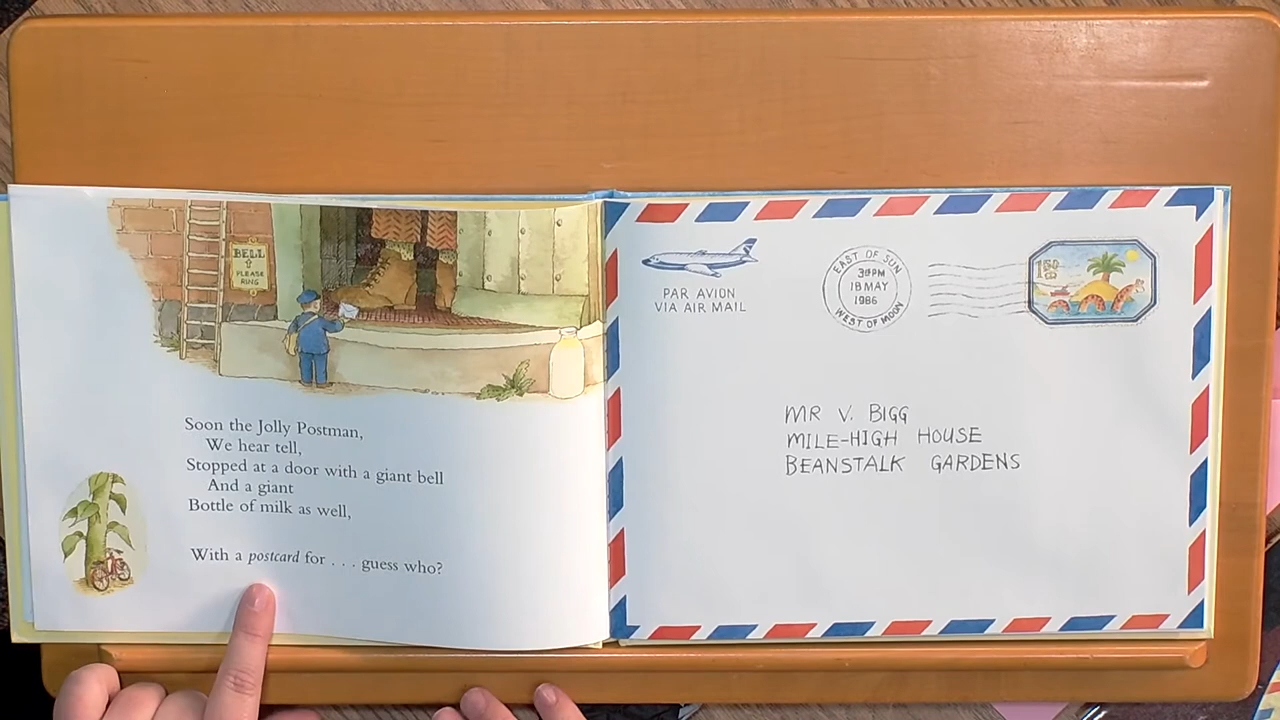 BELL
PLEASE
RING
Soon the Jolly Postman,
We hear tell,
Stopped at a door with a giant bell
And a giant
Bottle of milk as well,
With a postcard for . . . guess who?
PAR AVION
VIA AIR MAIL
EAST OF SUN
30PM
18 MAY
1986
WEST OF MOON
MR V. BIGG
MILE-HIGH HOUSE
BEANSTALK GARDENS